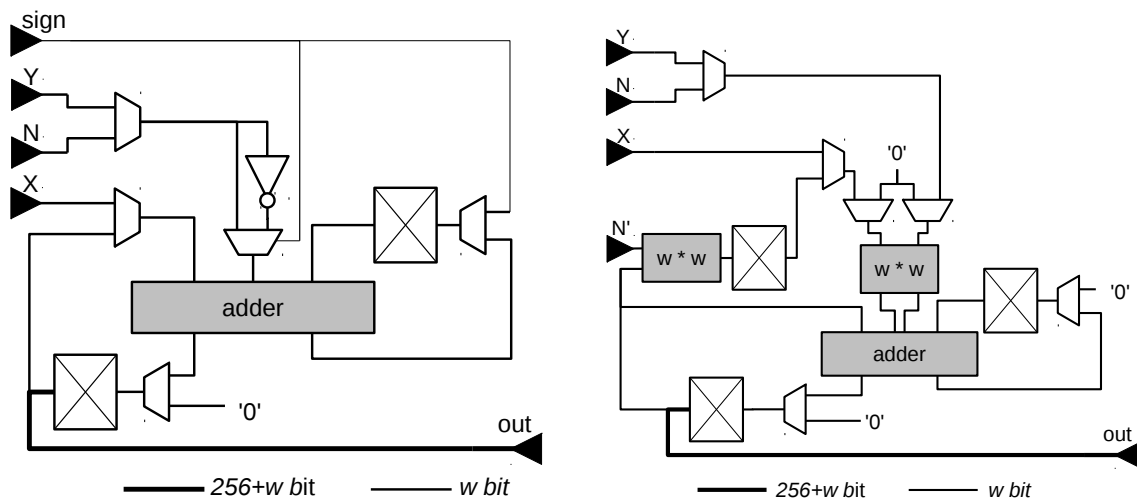 sign
Y
N
X
adder
'0'
out
256+w bit
w bit
Y
N
X
'0'
N'
w * w
w * w
'0'
adder
'0'
out
256+w bit
w bit